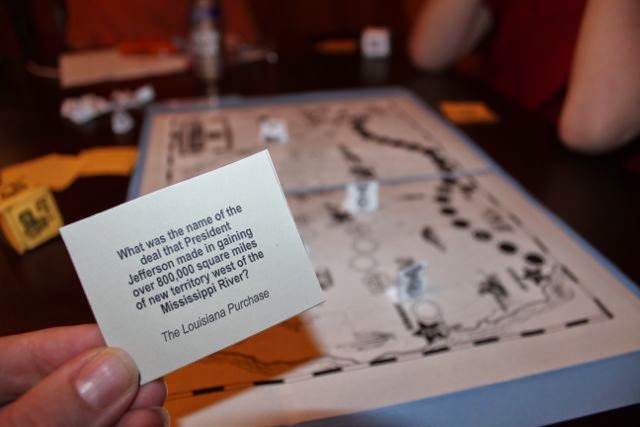 What was the name of the
deal that President
Jefferson made in gaining
over 800,000 square miles
of new territory west of the
Mississippi River?
The Louisiana Purchase